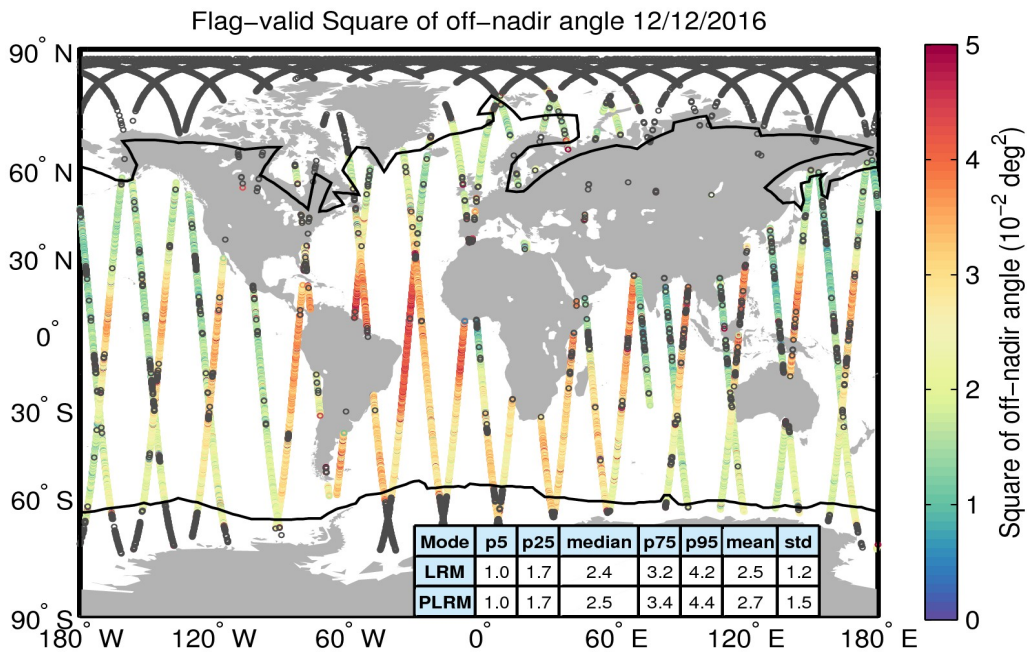 Flag-valid Square of off-nadir angle 12/12/2016
90° N
60° N
30° N
0°
30° S
60° S
90° S
180° W
120° W
60° W
0°
60° E
120° E
180° E
Mode p5 p25 median p75 p95 mean std
LRM 1.0 1.7 2.4 3.2 4.2 2.5 1.2
PLRM 1.0 1.7 2.5 3.4 4.4 2.7 1.5
5
4
3
2
1
0
Square of off-nadir angle (10⁻² deg²)